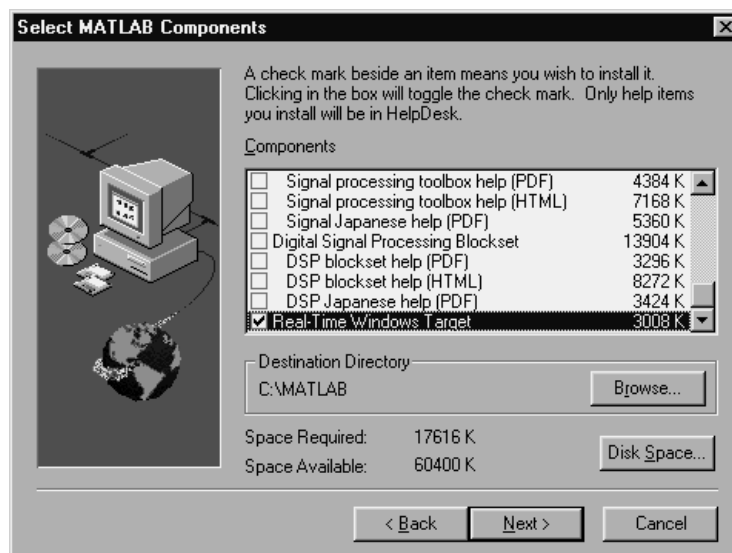 Select MATLAB Components
A check mark beside an item means you wish to install it.
Clicking in the box will toggle the check mark. Only help items
you install will be in HelpDesk.
Components
Signal processing toolbox help (PDF) 4384 K
Signal processing toolbox help (HTML) 7168 K
Signal Japanese help (PDF) 5360 K
Digital Signal Processing Blockset 13904 K
DSP blockset help (PDF) 3296 K
DSP blockset help (HTML) 8272 K
DSP Japanese help (PDF) 3424 K
Real-Time Windows Target 3008 K
Destination Directory
C:\MATLAB
Browse...
Space Required: 17616 K
Space Available: 60400 K
Disk Space...
< Back
Next >
Cancel